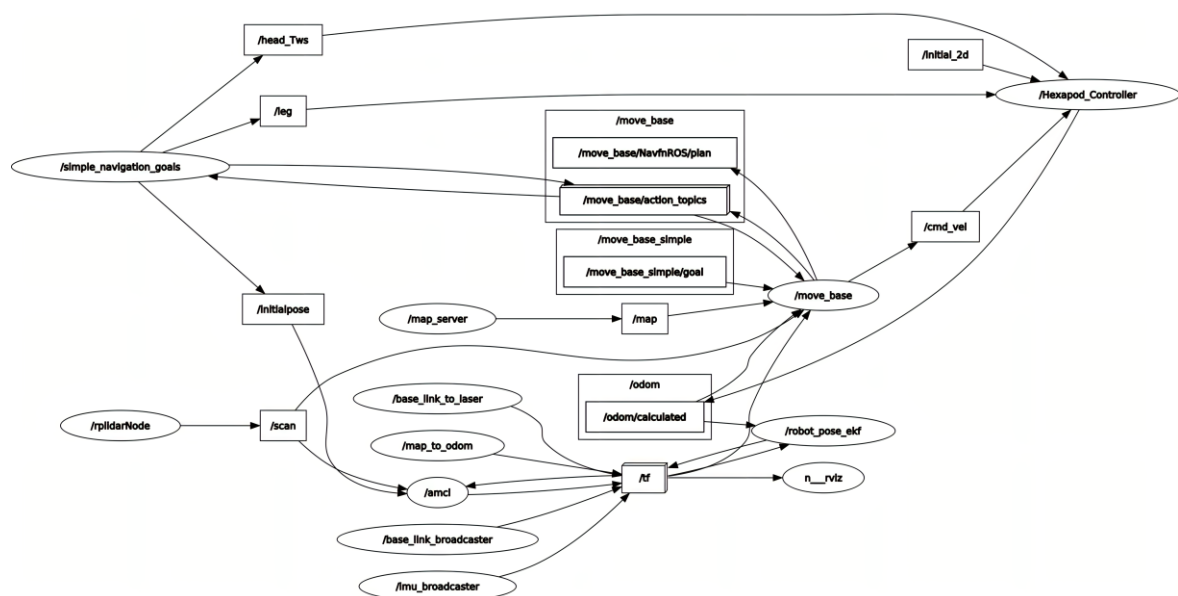 /head_Tws
/initial_2d
/Hexapod_Controller
/leg
/move_base
/move_base/NavfnROS/plan
/simple_navigation_goals
/move_base/action_topics
/cmd_vel
/move_base_simple
/move_base_simple/goal
/move_base
/initialpose
/map_server
/map
/odom
/base_link_to_laser
/odom/calculated
/rplidarNode
/scan
/robot_pose_ekf
/map_to_odom
/tf
n__rviz
/amcl
/base_link_broadcaster
/imu_broadcaster